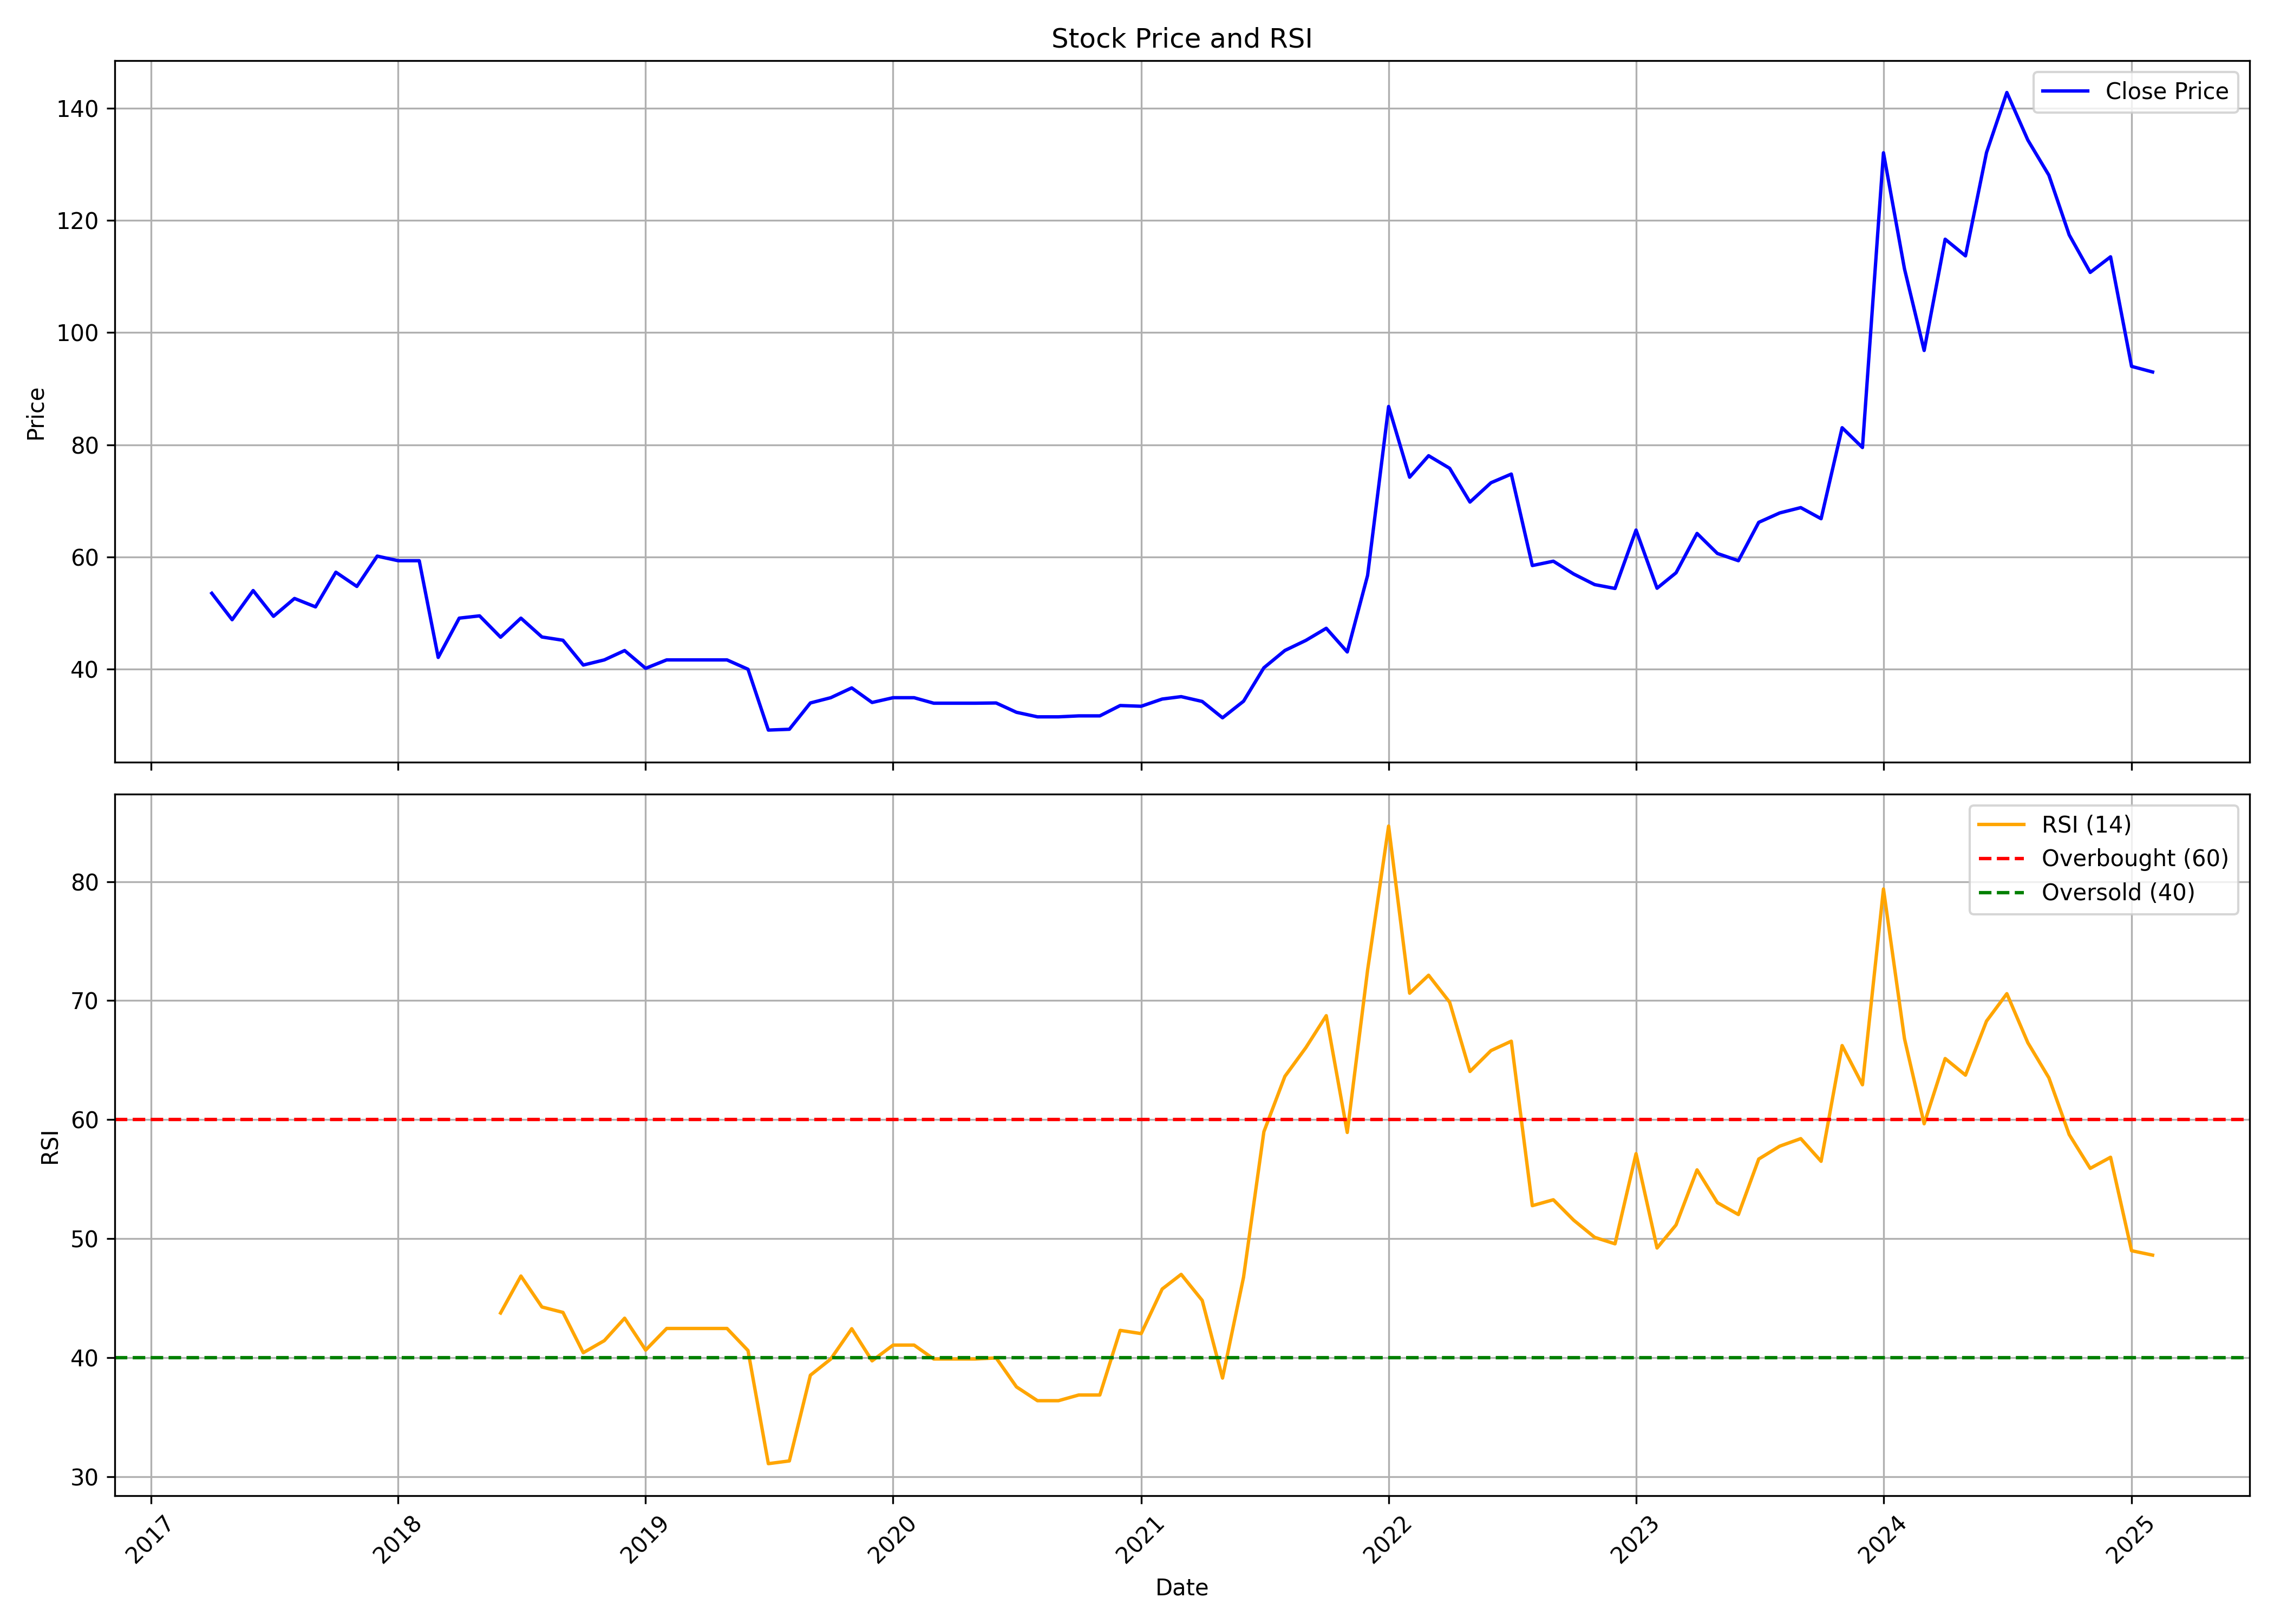 Stock Price and RSI
Close Price
140
120
100
80
60
40
Price
RSI (14)
Overbought (60)
Oversold (40)
80
70
60
50
40
30
RSI
2017
2018
2019
2020
2021
2022
2023
2024
2025
Date